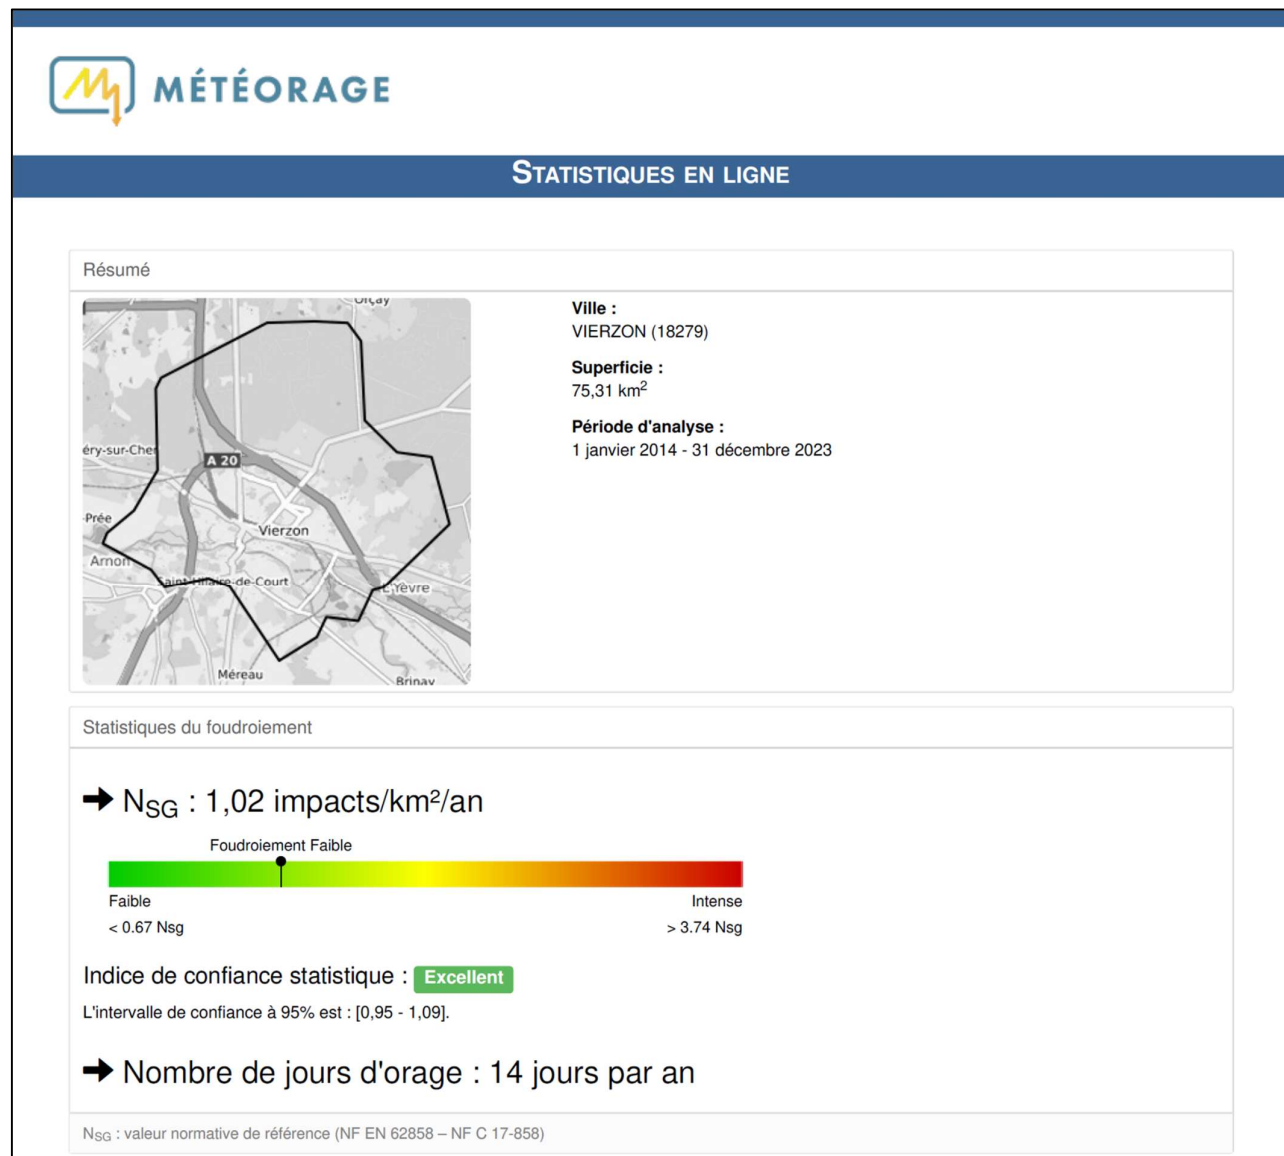 MÉTÉORAGE
STATISTIQUES EN LIGNE
Résumé
Orçay
éry-sur-Cher
A 20
-Prée
Vierzon
Arnon
Saint-Hilaire-de-Court
L'Yèvre
Méreau
Brinay
Ville :
VIERZON (18279)
Superficie :
75,31 km²
Période d'analyse :
1 janvier 2014 - 31 décembre 2023
Statistiques du foudroiement
➔ NSG : 1,02 impacts/km²/an
Foudroiement Faible
Faible Intense
< 0.67 Nsg > 3.74 Nsg
Indice de confiance statistique : Excellent
L'intervalle de confiance à 95% est : [0,95 - 1,09].
➔ Nombre de jours d'orage : 14 jours par an
NSG : valeur normative de référence (NF EN 62858 – NF C 17-858)